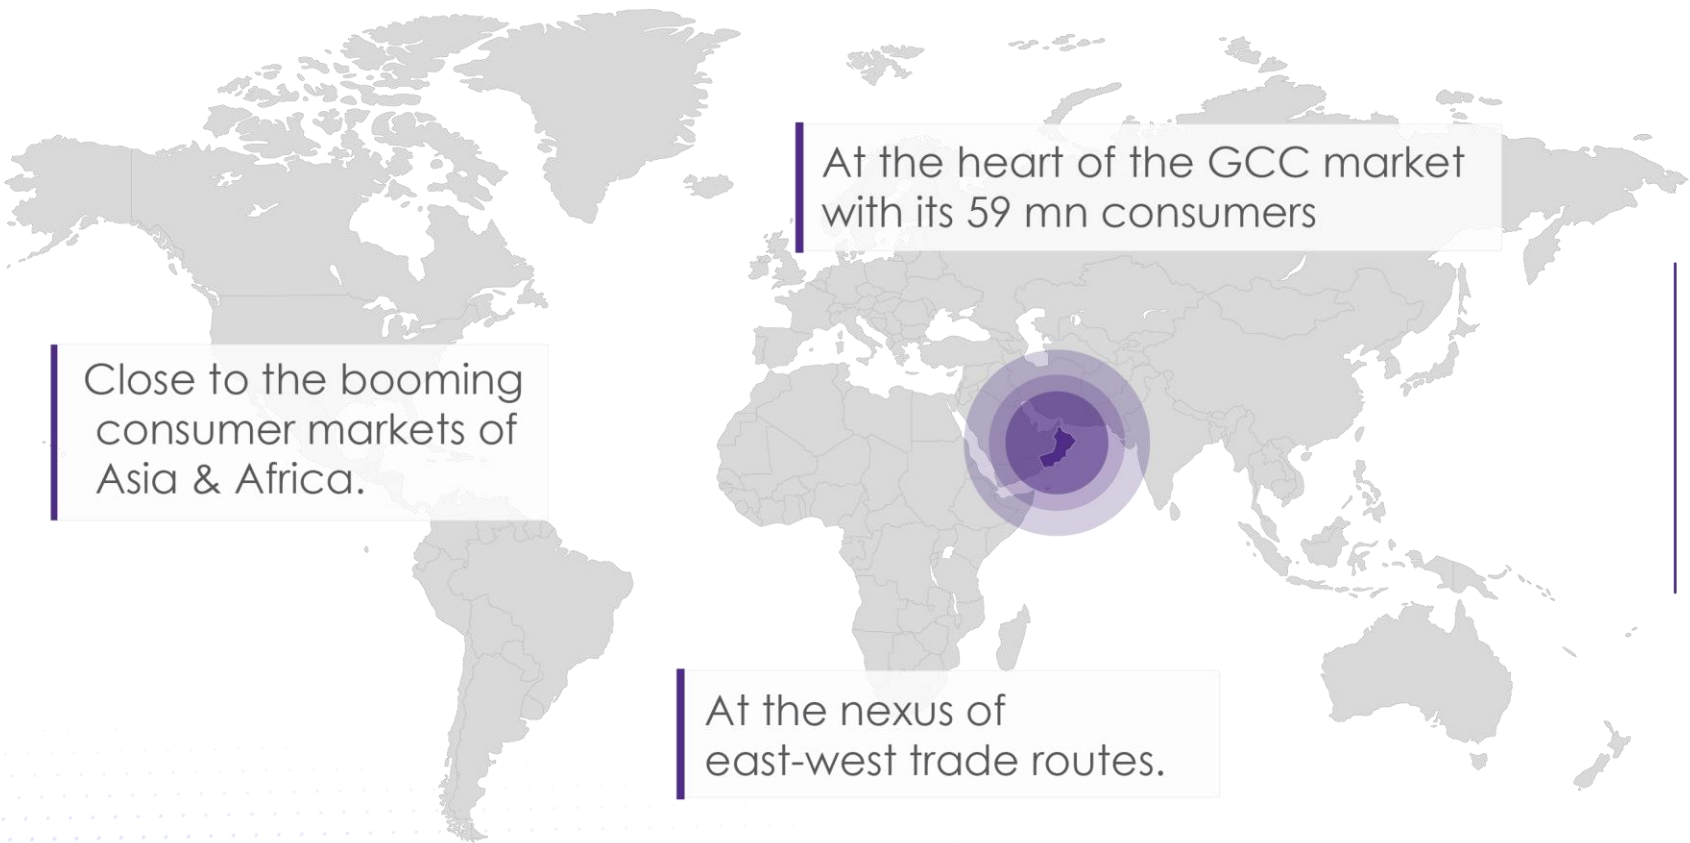 At the heart of the GCC market
with its 59 mn consumers
Close to the booming
consumer markets of
Asia & Africa.
At the nexus of
east-west trade routes.